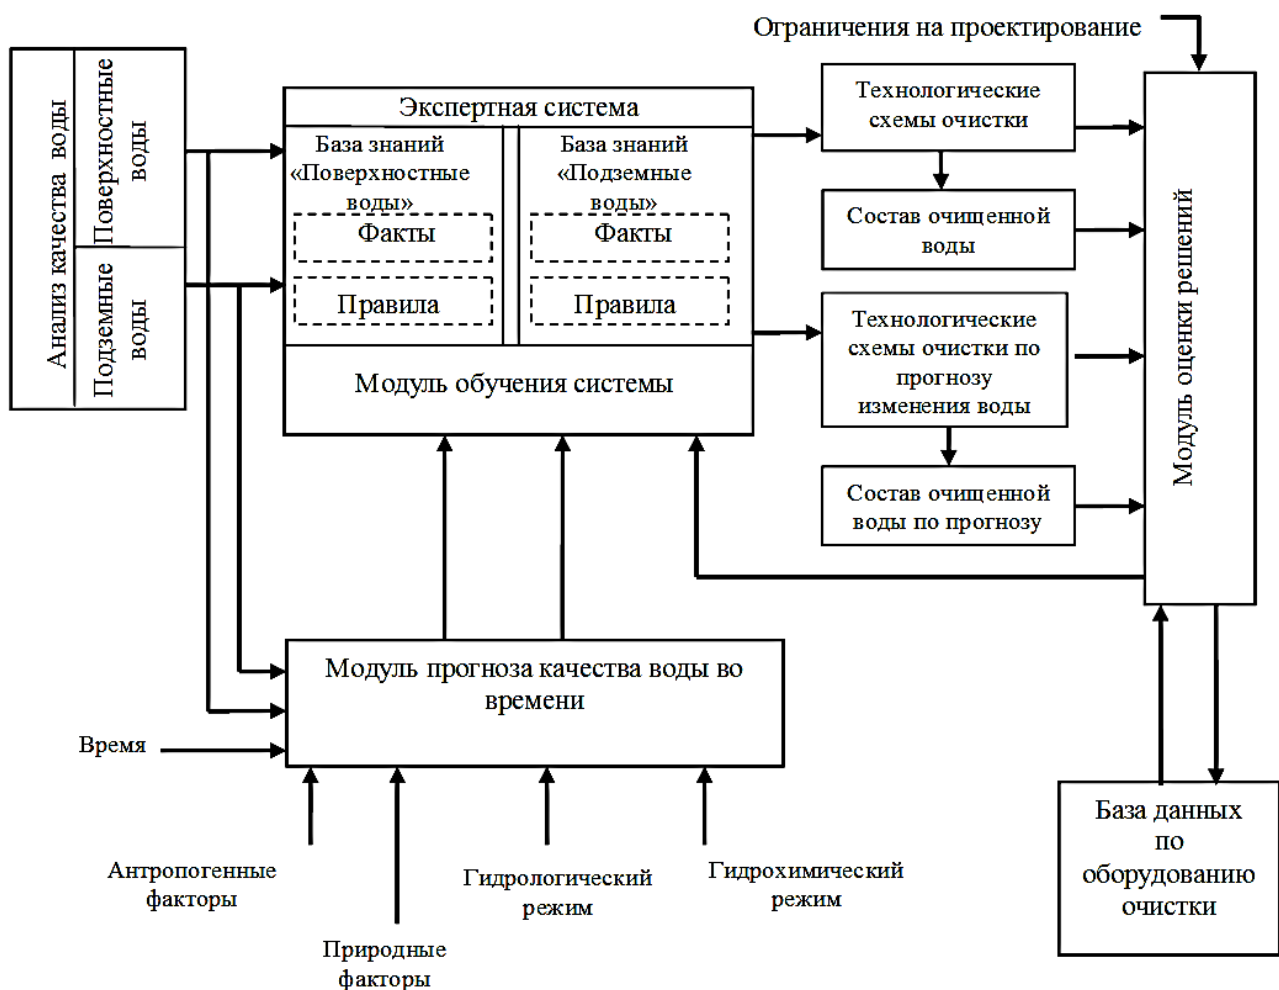 Ограничения на проектирование
Анализ качества воды
Поверхностные
воды
Подземные
воды
Экспертная система
База знаний
«Поверхностные
воды»
Факты
Правила
База знаний
«Подземные
воды»
Факты
Правила
Модуль обучения системы
Технологические
схемы очистки
Состав очищенной
воды
Технологические
схемы очистки по
прогнозу
изменения воды
Состав очищенной
воды по прогнозу
Модуль оценки решений
Модуль прогноза качества воды во
времени
Время
Антропогенные
факторы
Природные
факторы
Гидрологический
режим
Гидрохимический
режим
База данных
по
оборудованию
очистки